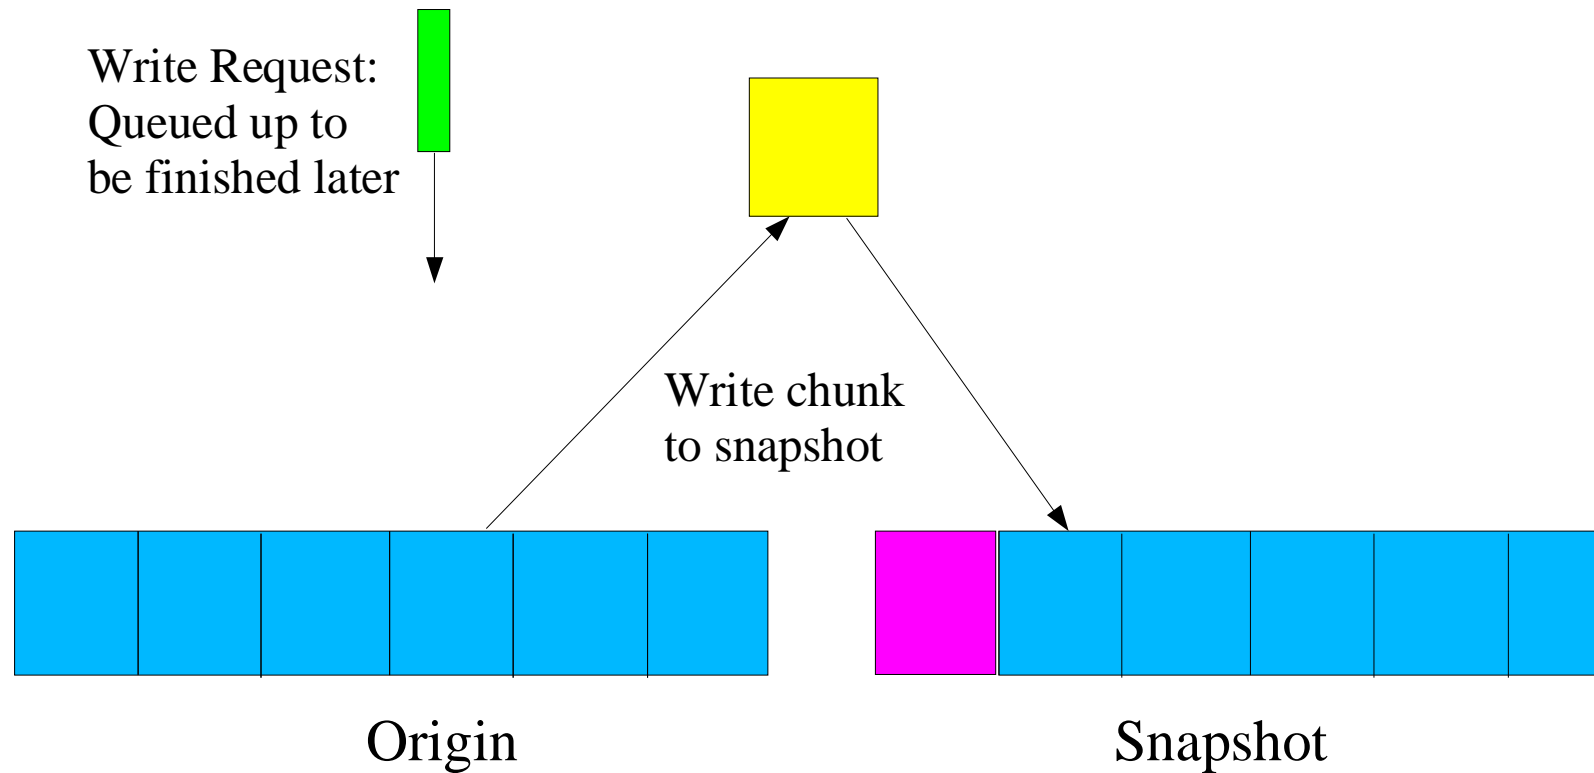 Write Request:
Queued up to
be finished later
Write chunk
to snapshot
Origin
Snapshot